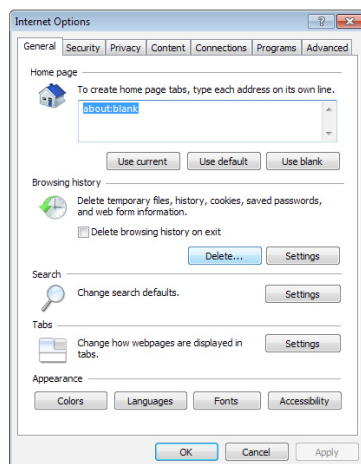 Internet Options
General Security Privacy Content Connections Programs Advanced
Home page
To create home page tabs, type each address on its own line.
about:blank
Use current Use default Use blank
Browsing history
Delete temporary files, history, cookies, saved passwords,
and web form information.
Delete browsing history on exit
Delete... Settings
Search
Change search defaults. Settings
Tabs
Change how webpages are displayed in
tabs.
Settings
Appearance
Colors Languages Fonts Accessibility
OK Cancel Apply